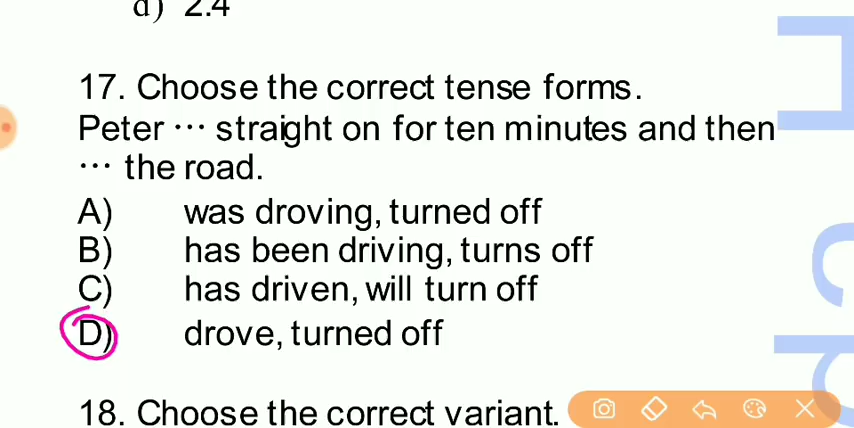 d) 2.4
17. Choose the correct tense forms.
Peter ··· straight on for ten minutes and then
··· the road.
A) was droving, turned off
B) has been driving, turns off
C) has driven, will turn off
D) drove, turned off
18. Choose the correct variant.